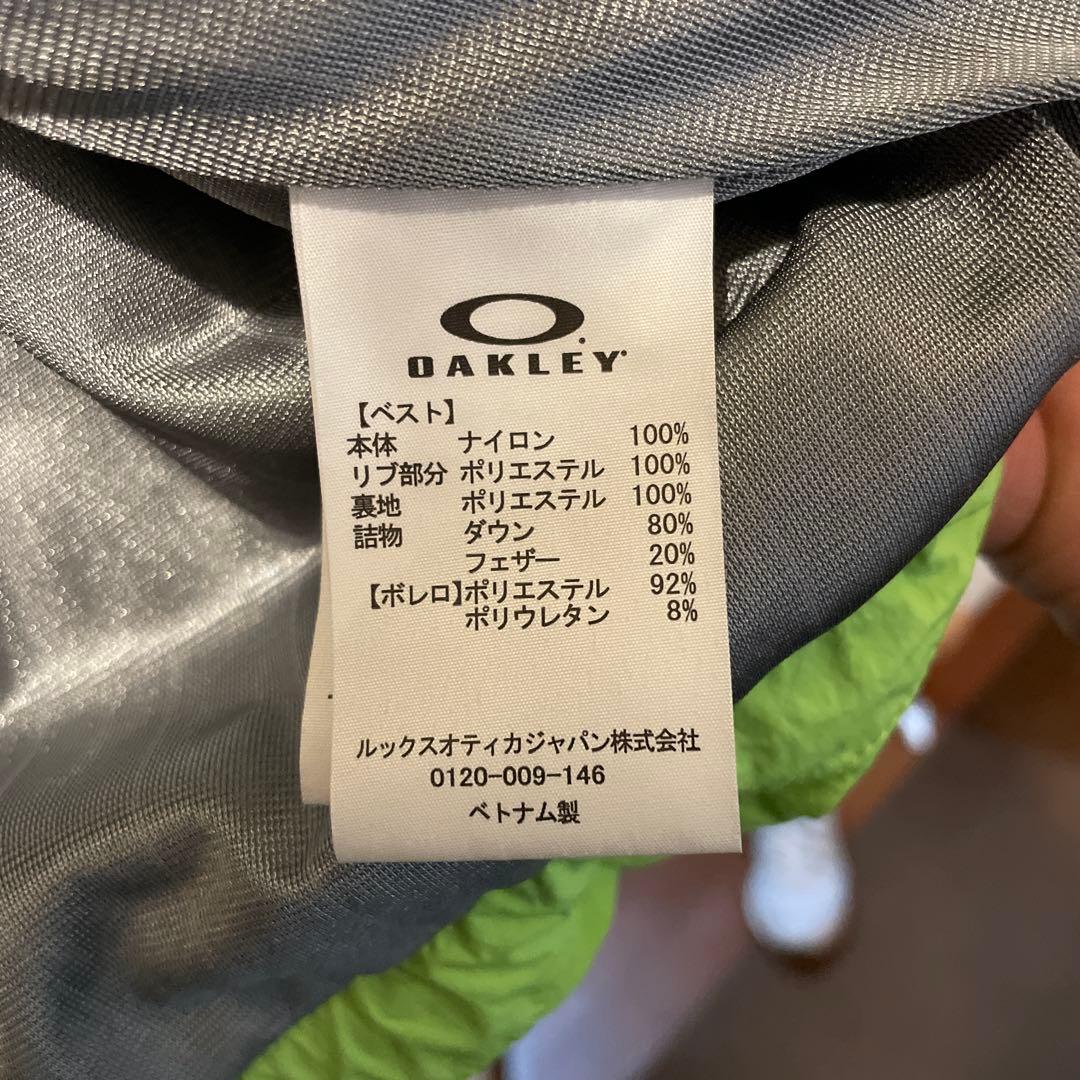 OAKLEY
【ベスト】
本体 ナイロン 100%
リブ部分 ポリエステル 100%
裏地 ポリエステル 100%
詰物 ダウン 80%
フェザー 20%
【ボレロ】ポリエステル 92%
ポリウレタン 8%
ルックスオティカジャパン株式会社
0120-009-146
ベトナム製